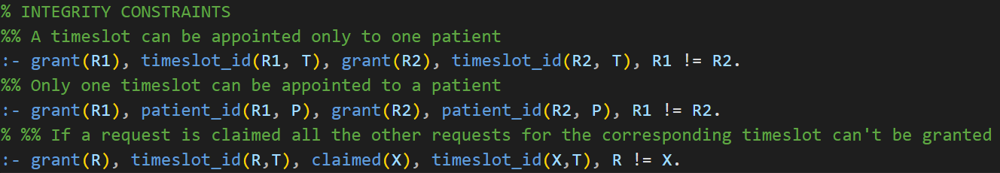 % INTEGRITY CONSTRAINTS
%% A timeslot can be appointed only to one patient
:- grant(R1), timeslot_id(R1, T), grant(R2), timeslot_id(R2, T), R1 != R2.
%% Only one timeslot can be appointed to a patient
:- grant(R1), patient_id(R1, P), grant(R2), patient_id(R2, P), R1 != R2.
% %% If a request is claimed all the other requests for the corresponding timeslot can't be granted
:- grant(R), timeslot_id(R,T), claimed(X), timeslot_id(X,T), R != X.